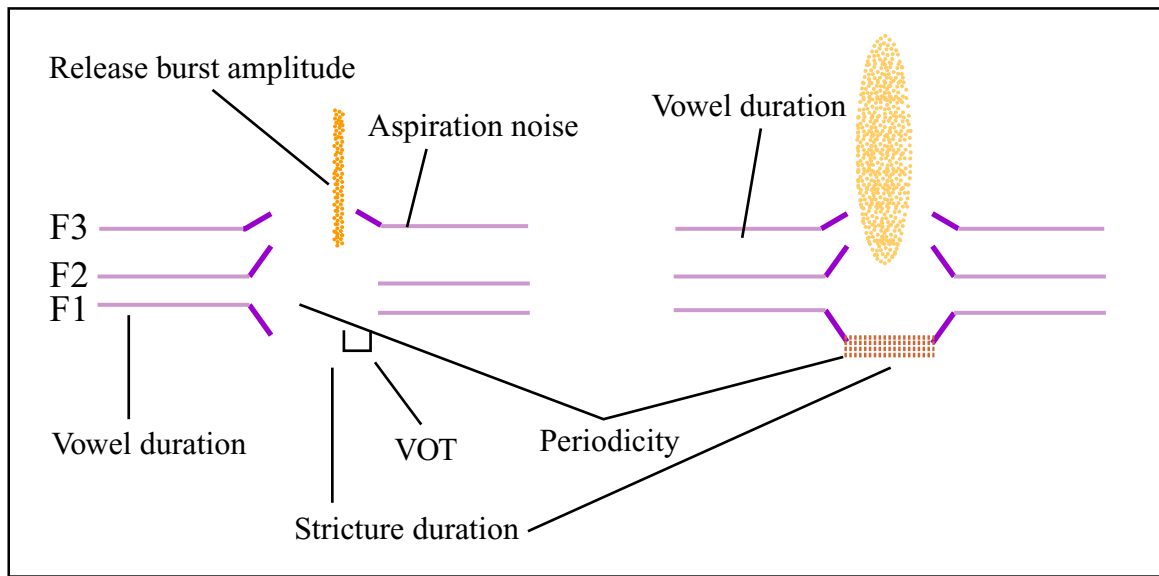 Release burst amplitude
Aspiration noise
Vowel duration
F3
F2
F1
Vowel duration
VOT
Periodicity
Stricture duration